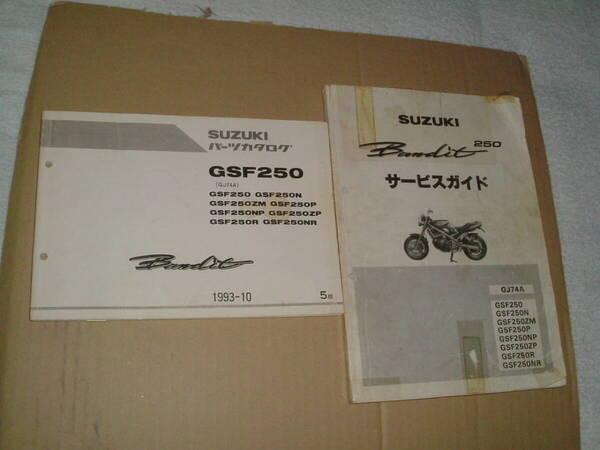 SUZUKI
パーツカタログ
GSF250
(GJ74A)
GSF250 GSF250N
GSF250ZM GSF250P
GSF250NP GSF250ZP
GSF250R GSF250NR
Bandit
1993-10
5版
SUZUKI
Bandit 250
サービスガイド
GJ74A
GSF250
GSF250N
GSF250ZM
GSF250P
GSF250NP
GSF250ZP
GSF250R
GSF250NR